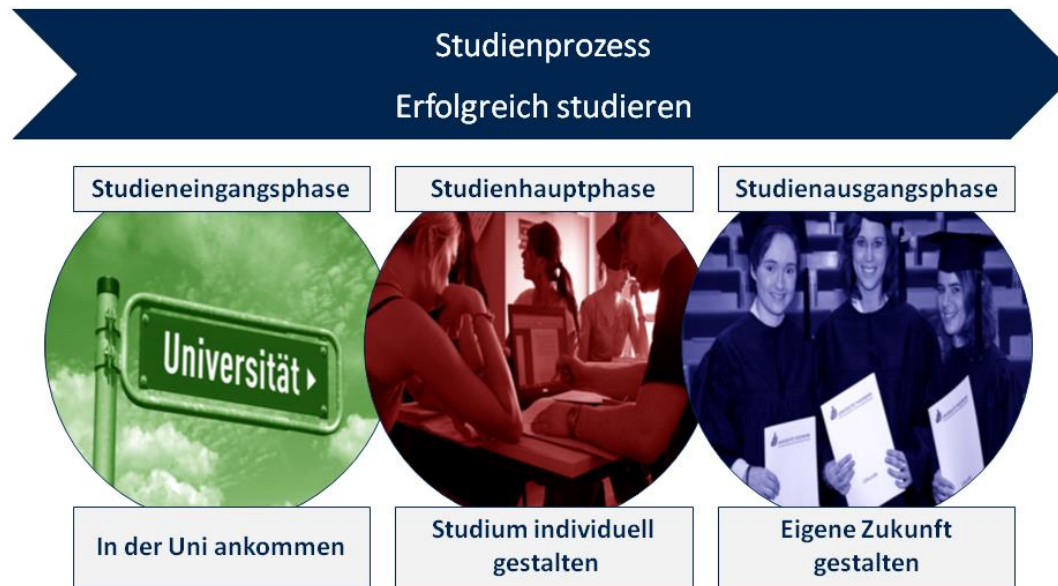 Studienprozess
Erfolgreich studieren
Studieneingangsphase
Studienhauptphase
Studienausgangsphase
Universität
In der Uni ankommen
Studium individuell
gestalten
Eigene Zukunft
gestalten